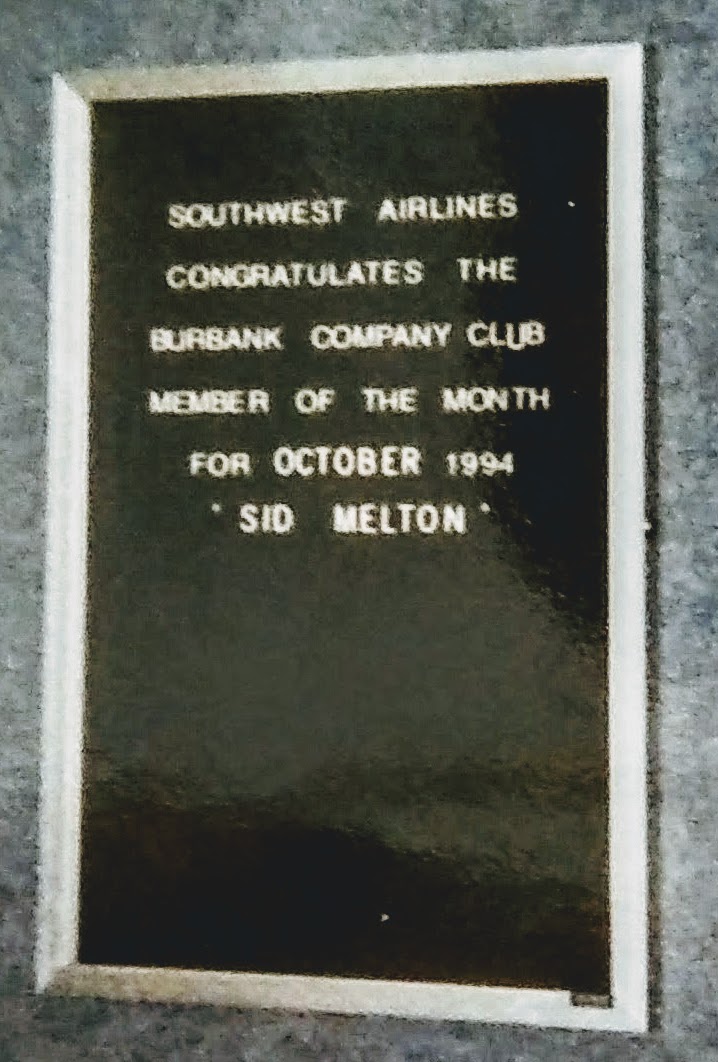 SOUTHWEST AIRLINES
CONGRATULATES THE
BURBANK COMPANY CLUB
MEMBER OF THE MONTH
FOR OCTOBER 1994
" SID MELTON "